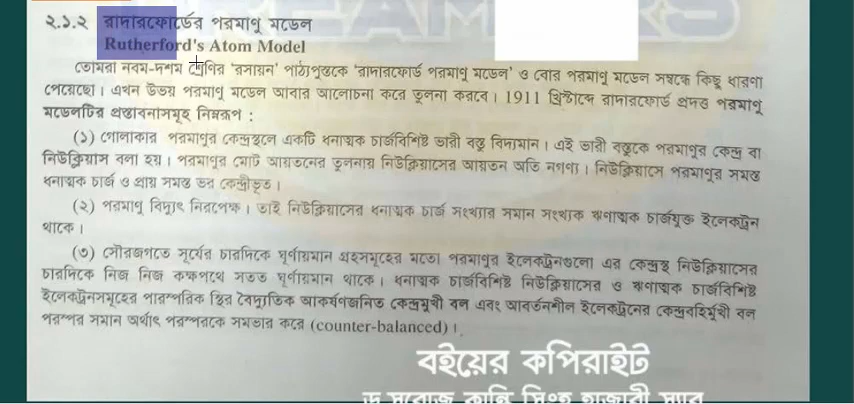 ২.১.২ রাদারফোর্ডের পরমাণু মডেল
Rutherford's Atom Model
তোমরা নবম-দশম শ্রেণির 'রসায়ন' পাঠ্যপুস্তকে 'রাদারফোর্ড পরমাণু মডেল' ও বোর পরমাণু মডেল সম্বন্ধে কিছু ধারণা
পেয়েছো। এখন উভয় পরমাণু মডেল আবার আলোচনা করে তুলনা করবে। 1911 খ্রিস্টাব্দে রাদারফোর্ড প্রদত্ত পরমাণু
মডেলটির প্রস্তাবনাসমূহ নিম্নরূপ :
(১) গোলাকার পরমাণুর কেন্দ্রস্থলে একটি ধনাত্মক চার্জবিশিষ্ট ভারী বস্তু বিদ্যমান। এই ভারী বস্তুকে পরমাণুর কেন্দ্র বা
নিউক্লিয়াস বলা হয়। পরমাণুর মোট আয়তনের তুলনায় নিউক্লিয়াসের আয়তন অতি নগণ্য। নিউক্লিয়াসে পরমাণুর সমস্ত
ধনাত্মক চার্জ ও প্রায় সমস্ত ভর কেন্দ্রীভূত।
(২) পরমাণু বিদ্যুৎ নিরপেক্ষ। তাই নিউক্লিয়াসের ধনাত্মক চার্জ সংখ্যার সমান সংখ্যক ঋণাত্মক চার্জযুক্ত ইলেকট্রন
থাকে।
(৩) সৌরজগতে সূর্যের চারদিকে ঘূর্ণায়মান গ্রহসমূহের মতো পরমাণুর ইলেকট্রনগুলো এর কেন্দ্রস্থ নিউক্লিয়াসের
চারদিকে নিজ নিজ কক্ষপথে সতত ঘূর্ণায়মান থাকে। ধনাত্মক চার্জবিশিষ্ট নিউক্লিয়াসের ও ঋণাত্মক চার্জবিশিষ্ট
ইলেকট্রনসমূহের পারস্পরিক স্থির বৈদ্যুতিক আকর্ষণজনিত কেন্দ্রমুখী বল এবং আবর্তনশীল ইলেকট্রনের কেন্দ্রবহির্মুখী বল
পরস্পর সমান অর্থাৎ পরস্পরকে সমভার করে (counter-balanced)।
বইয়ের কপিরাইট
ড সরোজ কান্তি সিংহ হাজারী স্যার